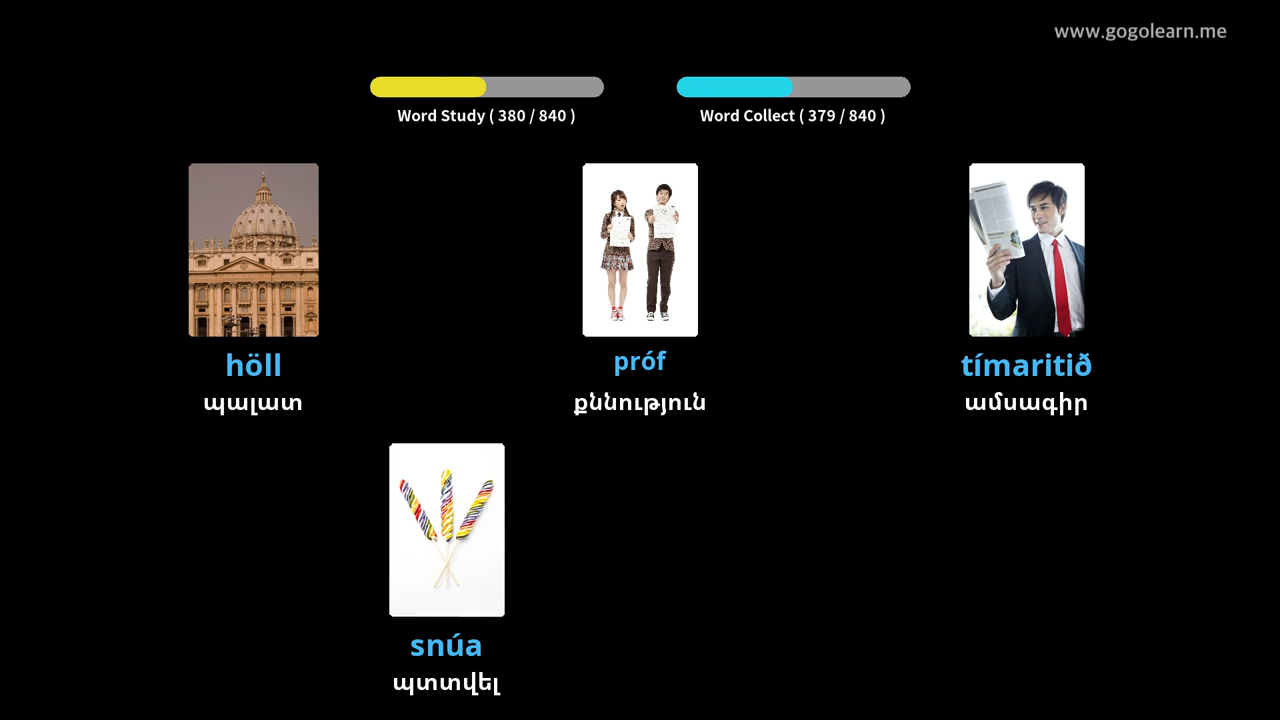 www.gogolearn.me
Word Study ( 380 / 840 )
Word Collect ( 379 / 840 )
höll
պալատ
próf
քննություն
tímaritið
ամսագիր
snúa
պտտվել